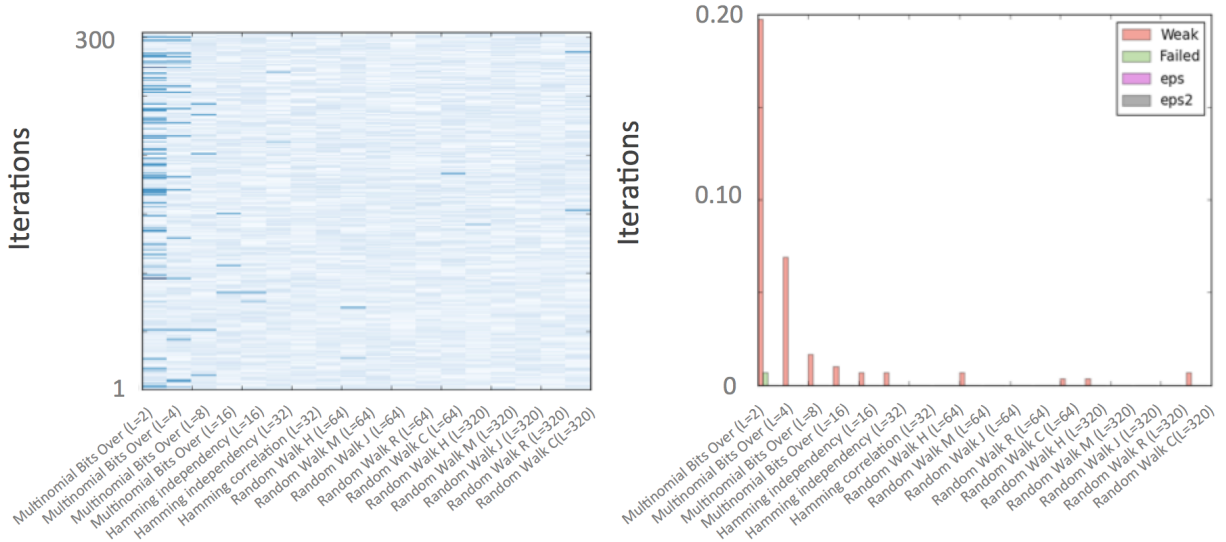 300
Iterations
1
Multinomial Bits Over (L=2)
Multinomial Bits Over (L=4)
Multinomial Bits Over (L=8)
Multinomial Bits Over (L=16)
Hamming independency (L=16)
Hamming independency (L=32)
Hamming correlation (L=32)
Random Walk H (L=64)
Random Walk M (L=64)
Random Walk J (L=64)
Random Walk R (L=64)
Random Walk C (L=64)
Random Walk H (L=320)
Random Walk M (L=320)
Random Walk J (L=320)
Random Walk R (L=320)
Random Walk C(L=320)
0.20
Weak
Failed
eps
eps2
Iterations
0.10
0
Multinomial Bits Over (L=2)
Multinomial Bits Over (L=4)
Multinomial Bits Over (L=8)
Multinomial Bits Over (L=16)
Hamming independency (L=16)
Hamming independency (L=32)
Hamming correlation (L=32)
Random Walk H (L=64)
Random Walk M (L=64)
Random Walk J (L=64)
Random Walk R (L=64)
Random Walk C (L=64)
Random Walk H (L=320)
Random Walk M (L=320)
Random Walk J (L=320)
Random Walk R (L=320)
Random Walk C(L=320)